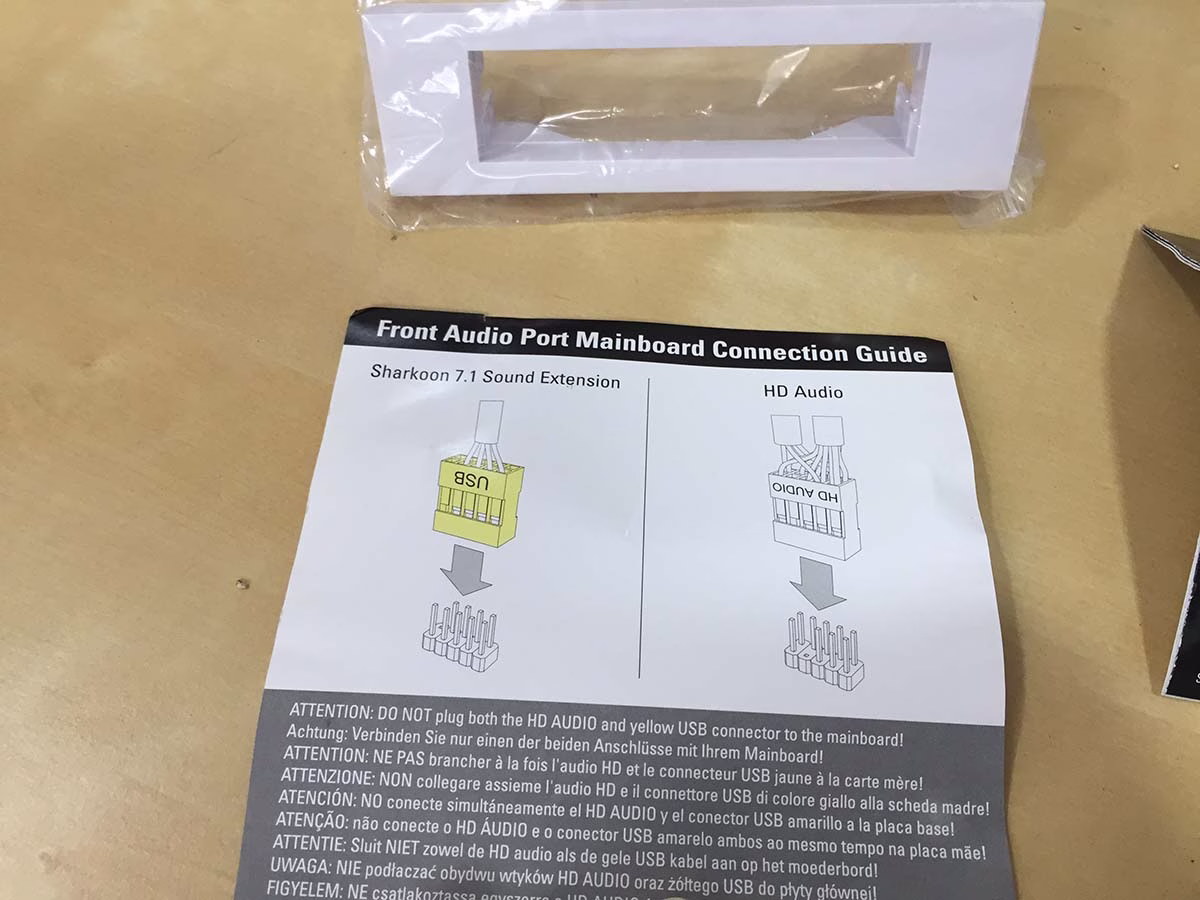 Front Audio Port Mainboard Connection Guide
Sharkoon 7.1 Sound Extension
HD Audio
USB
HD AUDIO
ATTENTION: DO NOT plug both the HD AUDIO and yellow USB connector to the mainboard!
Achtung: Verbinden Sie nur einen der beiden Anschlüsse mit Ihrem Mainboard!
ATTENTION: NE PAS brancher à la fois l'audio HD et le connecteur USB jaune à la carte mère!
ATTENZIONE: NON collegare assieme l'audio HD e il connettore USB di colore giallo alla scheda madre!
ATENCIÓN: NO conecte simultáneamente el HD AUDIO y el conector USB amarillo a la placa base!
ATENÇÃO: não conecte o HD ÁUDIO e o conector USB amarelo ambos ao mesmo tempo na placa mãe!
ATTENTIE: Sluit NIET zowel de HD audio als de gele USB kabel aan op het moederbord!
UWAGA: NIE podłaczać obydwu wtyków HD AUDIO oraz żółtego USB do płyty głównej!
FIGYELEM: NE csatlakoztassa egyszerre a HD AUDIO